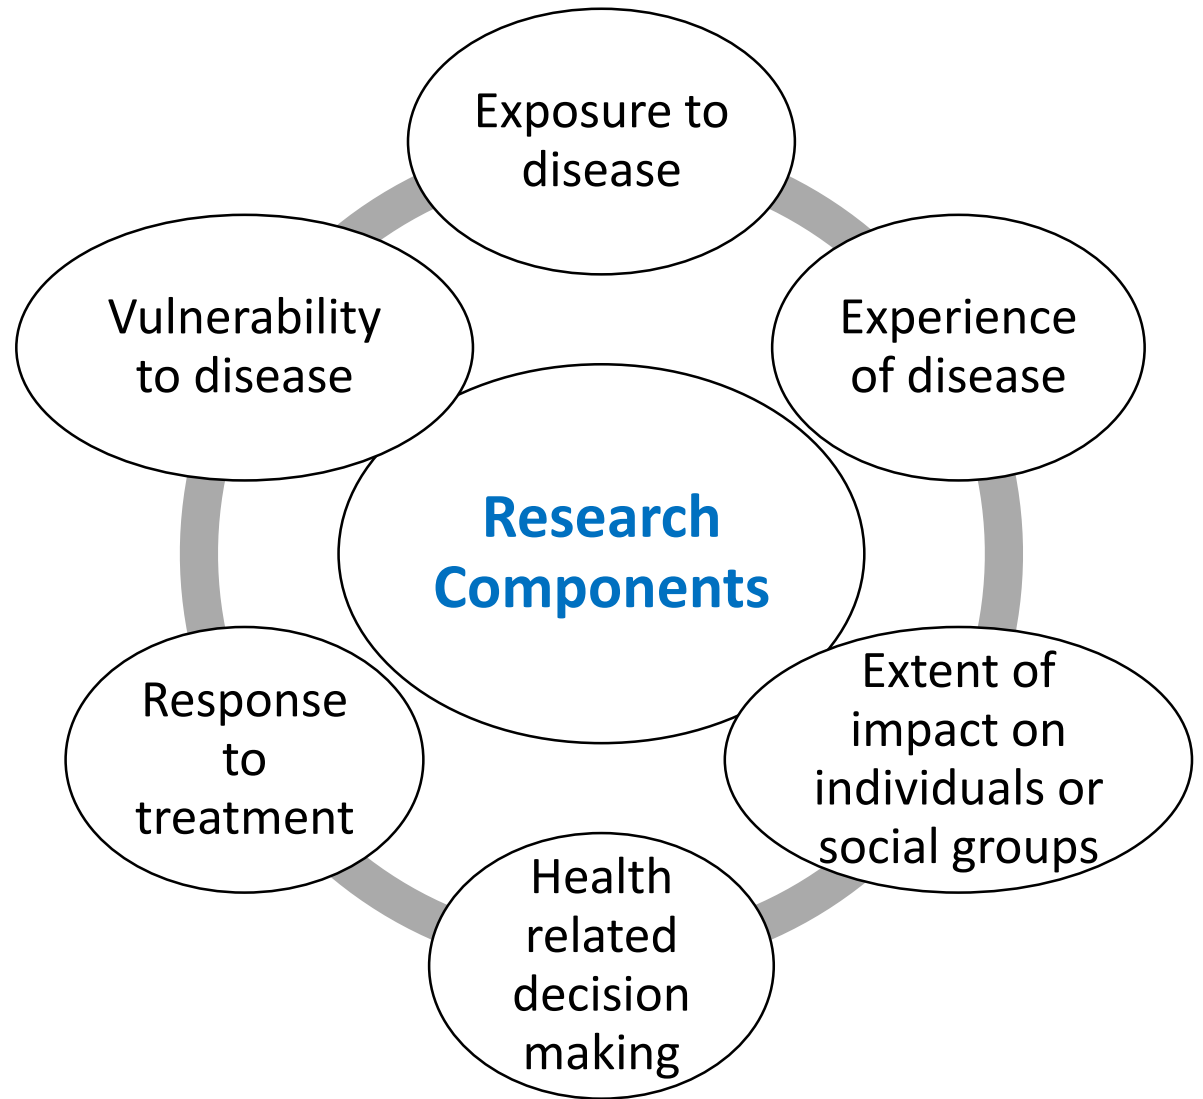 Exposure to
disease
Experience
of disease
Extent of
impact on
individuals or
social groups
Health
related
decision
making
Response
to
treatment
Vulnerability
to disease
Research
Components